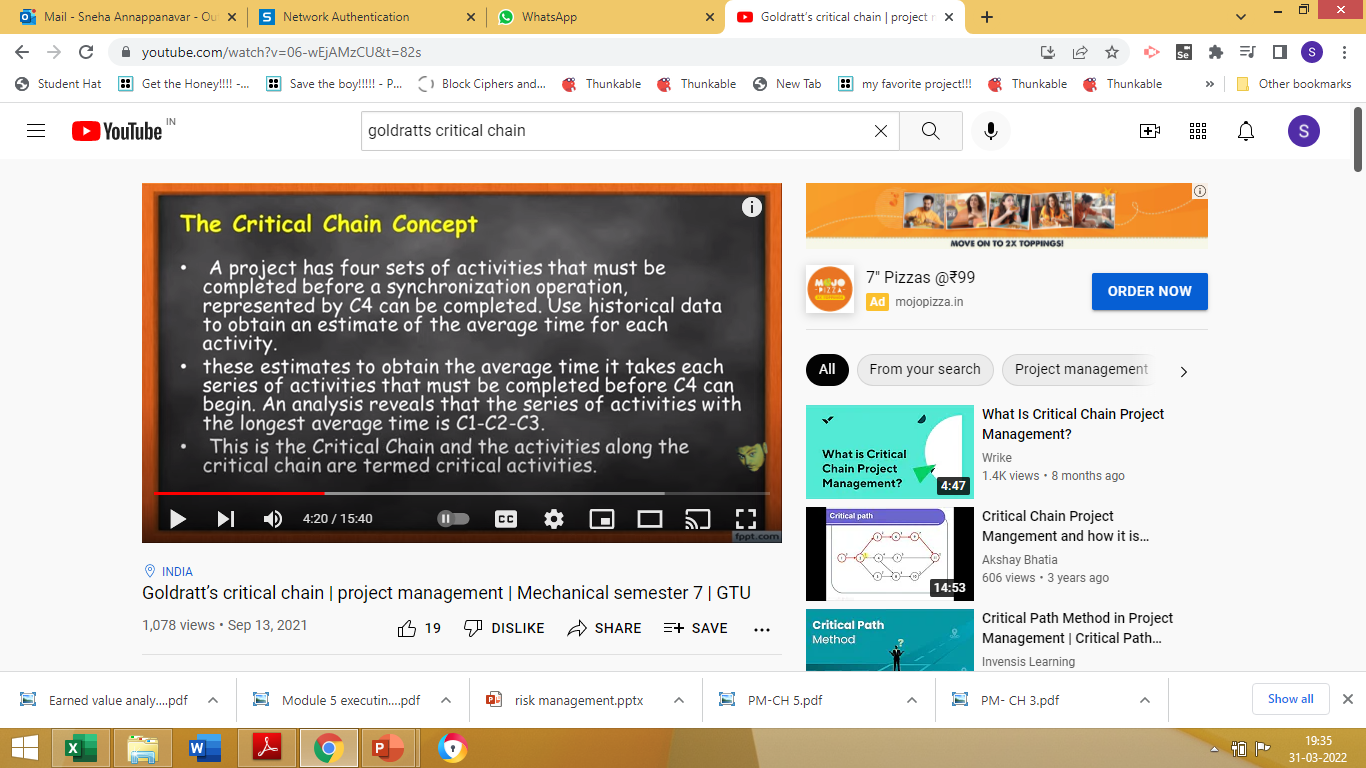 Mail - Sneha Annappanavar - Ou
Network Authentication
WhatsApp
Goldratt's critical chain | project m
youtube.com/watch?v=06-wEjAMzCU&t=82s
Se
S
Student Hat
Get the Honey!!!! -...
Save the boy!!!!! - P...
Block Ciphers and...
Thunkable
Thunkable
New Tab
my favorite project!!!
Thunkable
Thunkable
»
Other bookmarks
YouTube IN
goldratts critical chain
S
The Critical Chain Concept
• A project has four sets of activities that must be
completed before a synchronization operation,
represented by C4 can be completed. Use historical data
to obtain an estimate of the average time for each
activity.
• these estimates to obtain the average time it takes each
series of activities that must be completed before C4 can
begin. An analysis reveals that the series of activities with
the longest average time is C1-C2-C3.
• This is the Critical Chain and the activities along the
critical chain are termed critical activities.
4:20 / 15:40
CC
fppt.com
INDIA
Goldratt's critical chain | project management | Mechanical semester 7 | GTU
1,078 views • Sep 13, 2021
19
DISLIKE
SHARE
SAVE
MOVE ON TO 2X TOPPINGS!
MOJO
PIZZA
7" Pizzas @₹99
Ad mojopizza.in
ORDER NOW
All
From your search
Project management
What is Critical
Chain Project
Management?
4:47
What Is Critical Chain Project
Management?
Wrike
1.4K views • 8 months ago
Critical path
14:53
Critical Chain Project
Mangement and how it is...
Akshay Bhatia
606 views • 3 years ago
Critical Path
Method
Critical Path Method in Project
Management | Critical Path...
Invensis Learning
Earned value analy....pdf
Module 5 executin....pdf
risk management.pptx
PM-CH 5.pdf
PM- CH 3.pdf
Show all
19:35
31-03-2022